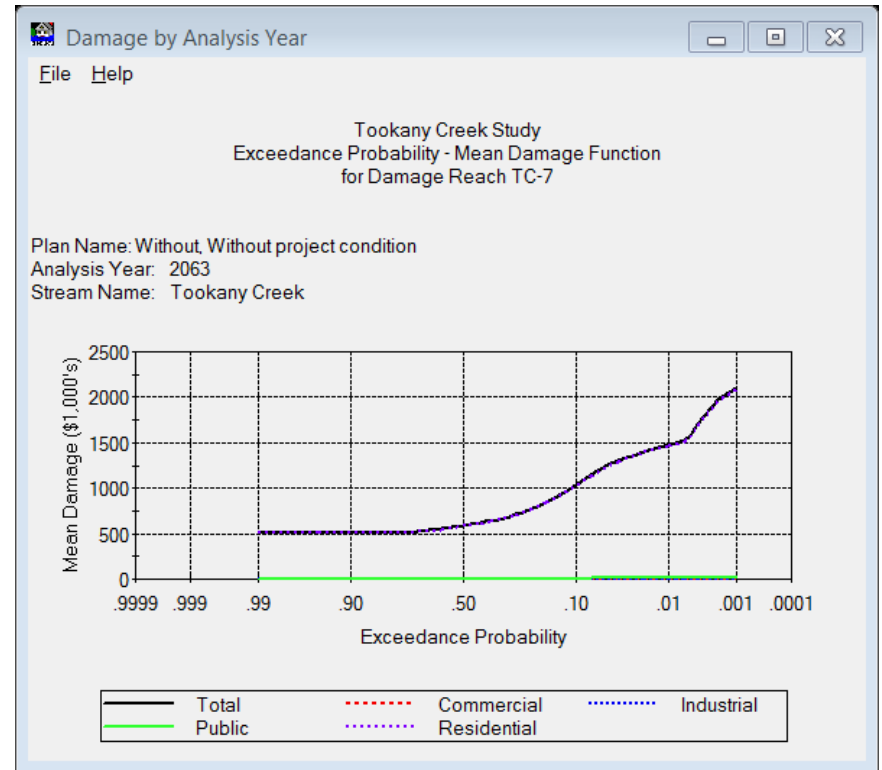 Damage by Analysis Year
File Help
Tookany Creek Study
Exceedance Probability - Mean Damage Function
for Damage Reach TC-7
Plan Name: Without, Without project condition
Analysis Year: 2063
Stream Name: Tookany Creek
Mean Damage ($1,000's)
2500
2000
1500
1000
500
0
.9999 .999 .99 .90 .50 .10 .01 .001 .0001
Exceedance Probability
Total Commercial Industrial
Public Residential